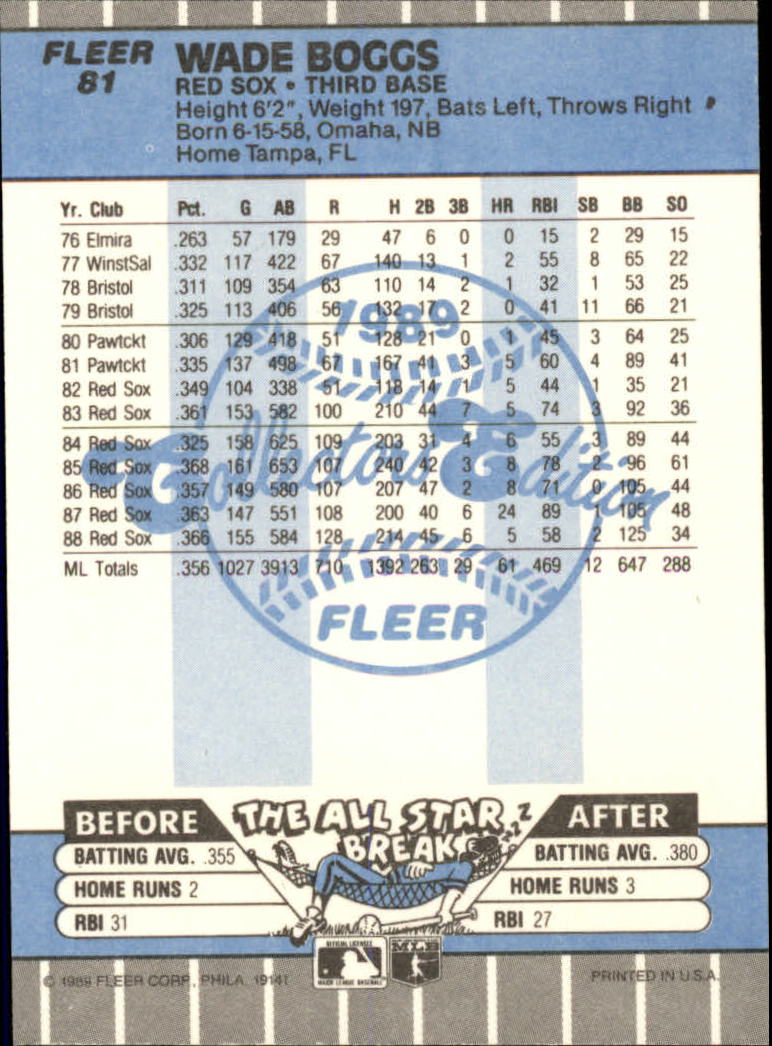 FLEER
81
WADE BOGGS
RED SOX • THIRD BASE
Height 6'2", Weight 197, Bats Left, Throws Right
Born 6-15-58, Omaha, NB
Home Tampa, FL
Yr. Club Pct. G AB R H 2B 3B HR RBI SB BB SO
76 Elmira .263 57 179 29 47 6 0 0 15 2 29 15
77 WinstSal .332 117 422 67 140 13 1 2 55 8 65 22
78 Bristol .311 109 354 63 110 14 2 1 32 1 53 25
79 Bristol .325 113 406 56 132 17 2 0 41 11 66 21
80 Pawtckt .306 129 418 51 128 21 0 1 45 3 64 25
81 Pawtckt .335 137 498 67 167 41 3 5 60 4 89 41
82 Red Sox .349 104 338 51 118 14 1 5 44 1 35 21
83 Red Sox .361 153 582 100 210 44 7 5 74 3 92 36
84 Red Sox .325 158 625 109 203 31 4 6 55 3 89 44
85 Red Sox .368 161 653 107 240 42 3 8 78 2 96 61
86 Red Sox .357 149 580 107 207 47 2 8 71 0 105 44
87 Red Sox .363 147 551 108 200 40 6 24 89 1 105 48
88 Red Sox .366 155 584 128 214 45 6 5 58 2 125 34
ML Totals .356 1027 3913 710 1392 263 29 61 469 12 647 288
1989
Collectors Edition
FLEER
BEFORE THE ALL STAR BREAK ZZZZ AFTER
BATTING AVG. .355
HOME RUNS 2
RBI 31
BATTING AVG. .380
HOME RUNS 3
RBI 27
OFFICIAL LICENSEE
MAJOR LEAGUE BASEBALL
MLB
© 1989 FLEER CORP., PHILA. 19141
PRINTED IN U.S.A.